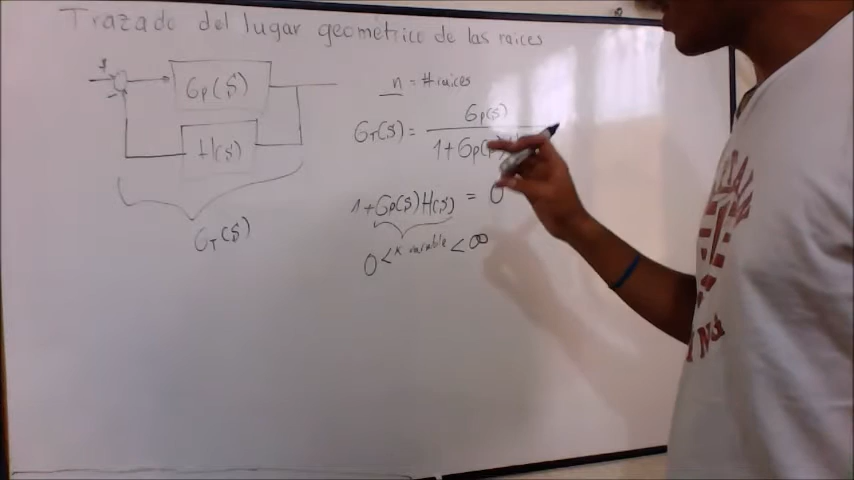 Trazado del lugar geometrico de las raices
Gp(s)
H(s)
GT(s)
n = # raices
GT(s) = Gp(s)
1+Gp(
1+Gp(s)H(s) = 0
0 < K variable < ∞